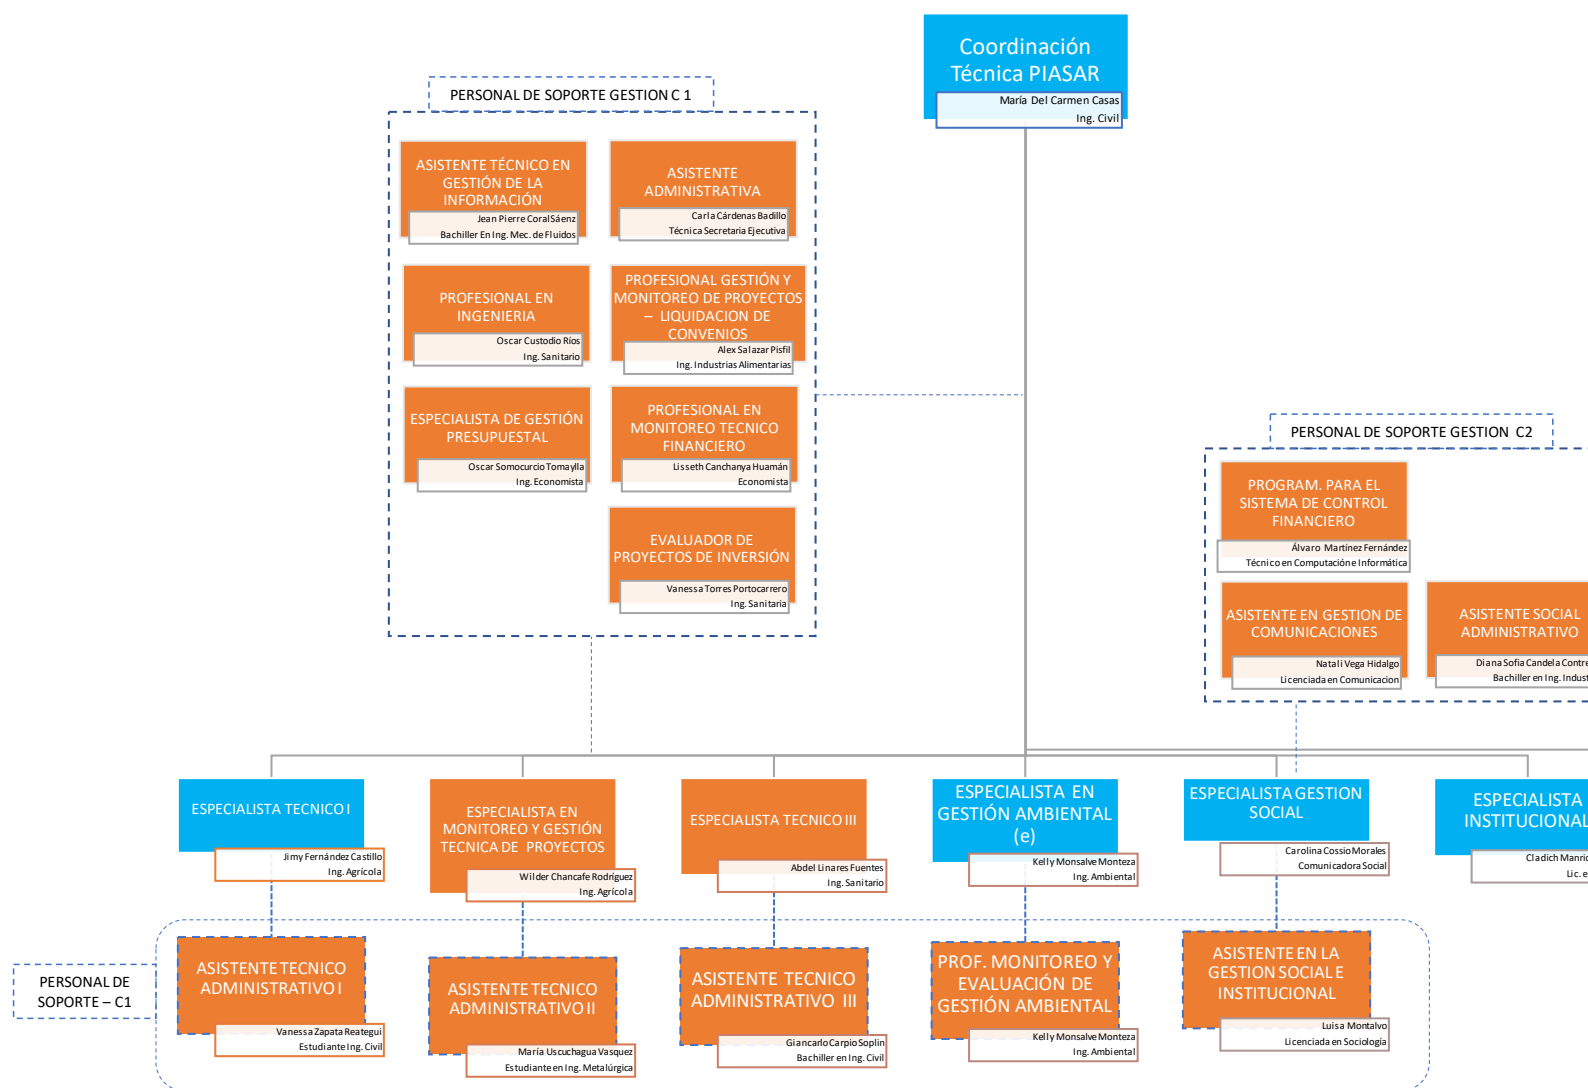 Coordinación
Técnica PIASAR
María Del Carmen Casas
Ing. Civil
PERSONAL DE SOPORTE GESTION C 1
ASISTENTE TÉCNICO EN
GESTIÓN DE LA
INFORMACIÓN
Jean Pierre Coral Sáenz
Bachiller En Ing. Mec. de Fluidos
ASISTENTE
ADMINISTRATIVA
Carla Cárdenas Badillo
Técnica Secretaria Ejecutiva
PROFESIONAL EN
INGENIERIA
Oscar Custodio Ríos
Ing. Sanitario
PROFESIONAL GESTIÓN Y
MONITOREO DE PROYECTOS
– LIQUIDACION DE
CONVENIOS
Alex Salazar Pisfil
Ing. Industrias Alimentarias
ESPECIALISTA DE GESTIÓN
PRESUPUESTAL
Oscar Somocurcio Tomaylla
Ing. Economista
PROFESIONAL EN
MONITOREO TECNICO
FINANCIERO
Lisseth Canchanya Huamán
Economista
EVALUADOR DE
PROYECTOS DE INVERSIÓN
Vanessa Torres Portocarrero
Ing. Sanitaria
PERSONAL DE SOPORTE GESTION C2
PROGRAM. PARA EL
SISTEMA DE CONTROL
FINANCIERO
Álvaro Martínez Fernández
Técnico en Computación e Informática
ASISTENTE EN GESTION DE
COMUNICACIONES
Natali Vega Hidalgo
Licenciada en Comunicacion
ASISTENTE SOCIAL
ADMINISTRATIVO
Diana Sofia Candela Contre
Bachiller en Ing. Indust
ESPECIALISTA TECNICO I
Jimy Fernández Castillo
Ing. Agrícola
ESPECIALISTA EN
MONITOREO Y GESTIÓN
TECNICA DE PROYECTOS
Wilder Chancafe Rodríguez
Ing. Agrícola
ESPECIALISTA TECNICO III
Abdel Linares Fuentes
Ing. Sanitario
ESPECIALISTA EN
GESTIÓN AMBIENTAL
(e)
Kelly Monsalve Monteza
Ing. Ambiental
ESPECIALISTA GESTION
SOCIAL
Carolina Cossio Morales
Comunicadora Social
ESPECIALISTA
INSTITUCIONAL
Cladich Manric
Lic. e
PERSONAL DE
SOPORTE – C1
ASISTENTE TECNICO
ADMINISTRATIVO I
Vanessa Zapata Reategui
Estudiante Ing. Civil
ASISTENTE TECNICO
ADMINISTRATIVO II
María Uscuchagua Vasquez
Estudiante en Ing. Metalúrgica
ASISTENTE TECNICO
ADMINISTRATIVO III
Giancarlo Carpio Soplin
Bachiller en Ing. Civil
PROF. MONITOREO Y
EVALUACIÓN DE
GESTIÓN AMBIENTAL
Kelly Monsalve Monteza
Ing. Ambiental
ASISTENTE EN LA
GESTION SOCIAL E
INSTITUCIONAL
Luisa Montalvo
Licenciada en Sociología